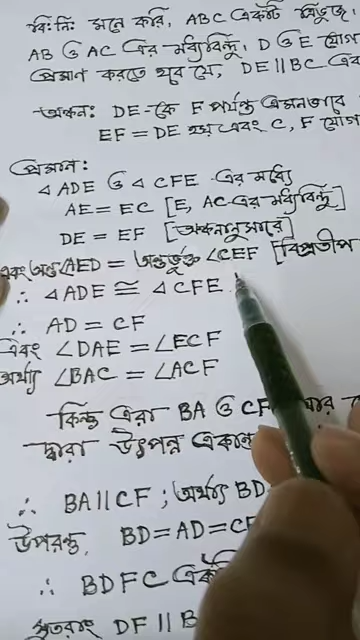 বি:নি: মনে করি, ABC একটি ত্রিভুজ।
AB ও AC এর মধ্যবিন্দু। D ও E যোগ
প্রমাণ করতে হবে যে, DE || BC এব
অঙ্কন: DE-কে F পর্যন্ত এমনভাবে
EF = DE হয় এবং C, F যোগ
প্রমাণ:
△ADE ও △CFE এর মধ্যে
AE = EC [E, AC এর মধ্যবিন্দু]
DE = EF [অঙ্কনানুসারে]
এবং অন্ত ∠AED = অন্তর্ভুক্ত ∠CEF [বিপ্রতীপ
∴ △ADE ≅ △CFE
∴ AD = CF
এবং ∠DAE = ∠ECF
অর্থাৎ ∠BAC = ∠ACF
কিন্তু এরা BA ও CF
দ্বারা উৎপন্ন একান্ত
∴ BA || CF ; অর্থাৎ BD
উপরন্তু, BD = AD = CF
∴ BDFC একটি
সুতরাং DF || B